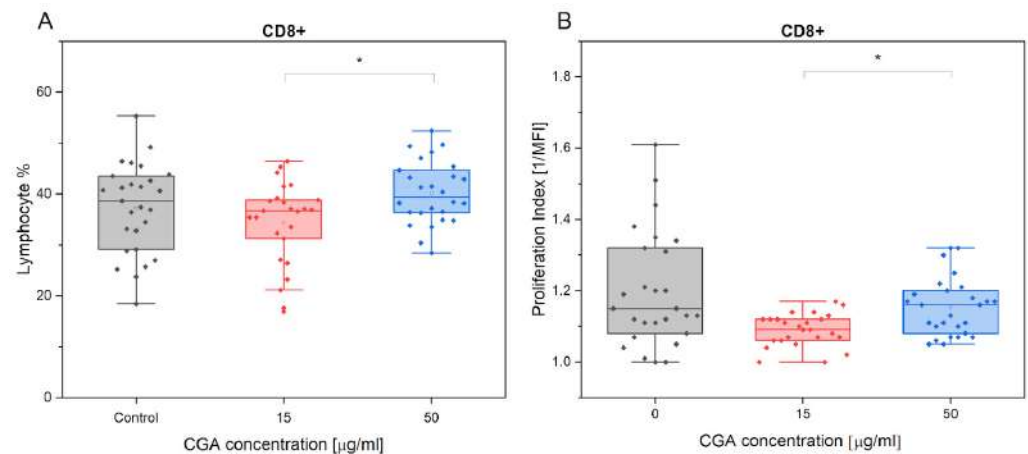 A
CD8+
*
Lymphocyte %
60
40
20
0
Control
15
50
CGA concentration [μg/ml]
B
CD8+
*
Proliferation Index [1/MFI]
1.8
1.6
1.4
1.2
1.0
0
15
50
CGA concentration [μg/ml]